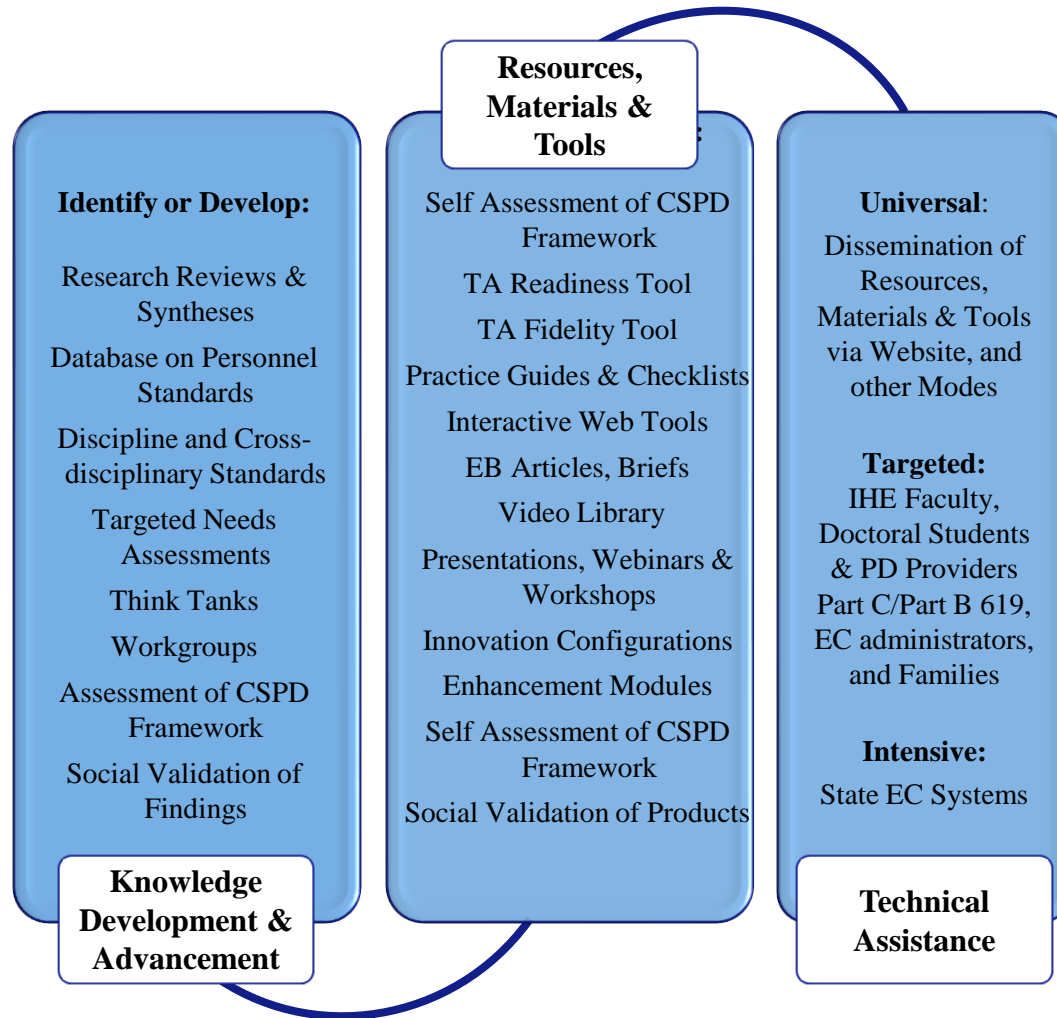 Identify or Develop:
Research Reviews &
Syntheses
Database on Personnel
Standards
Discipline and Cross-
disciplinary Standards
Targeted Needs
Assessments
Think Tanks
Workgroups
Assessment of CSPD
Framework
Social Validation of
Findings
Knowledge
Development &
Advancement
Resources,
Materials &
Tools
:
Self Assessment of CSPD
Framework
TA Readiness Tool
TA Fidelity Tool
Practice Guides & Checklists
Interactive Web Tools
EB Articles, Briefs
Video Library
Presentations, Webinars &
Workshops
Innovation Configurations
Enhancement Modules
Self Assessment of CSPD
Framework
Social Validation of Products
Universal:
Dissemination of
Resources,
Materials & Tools
via Website, and
other Modes
Targeted:
IHE Faculty,
Doctoral Students
& PD Providers
Part C/Part B 619,
EC administrators,
and Families
Intensive:
State EC Systems
Technical
Assistance